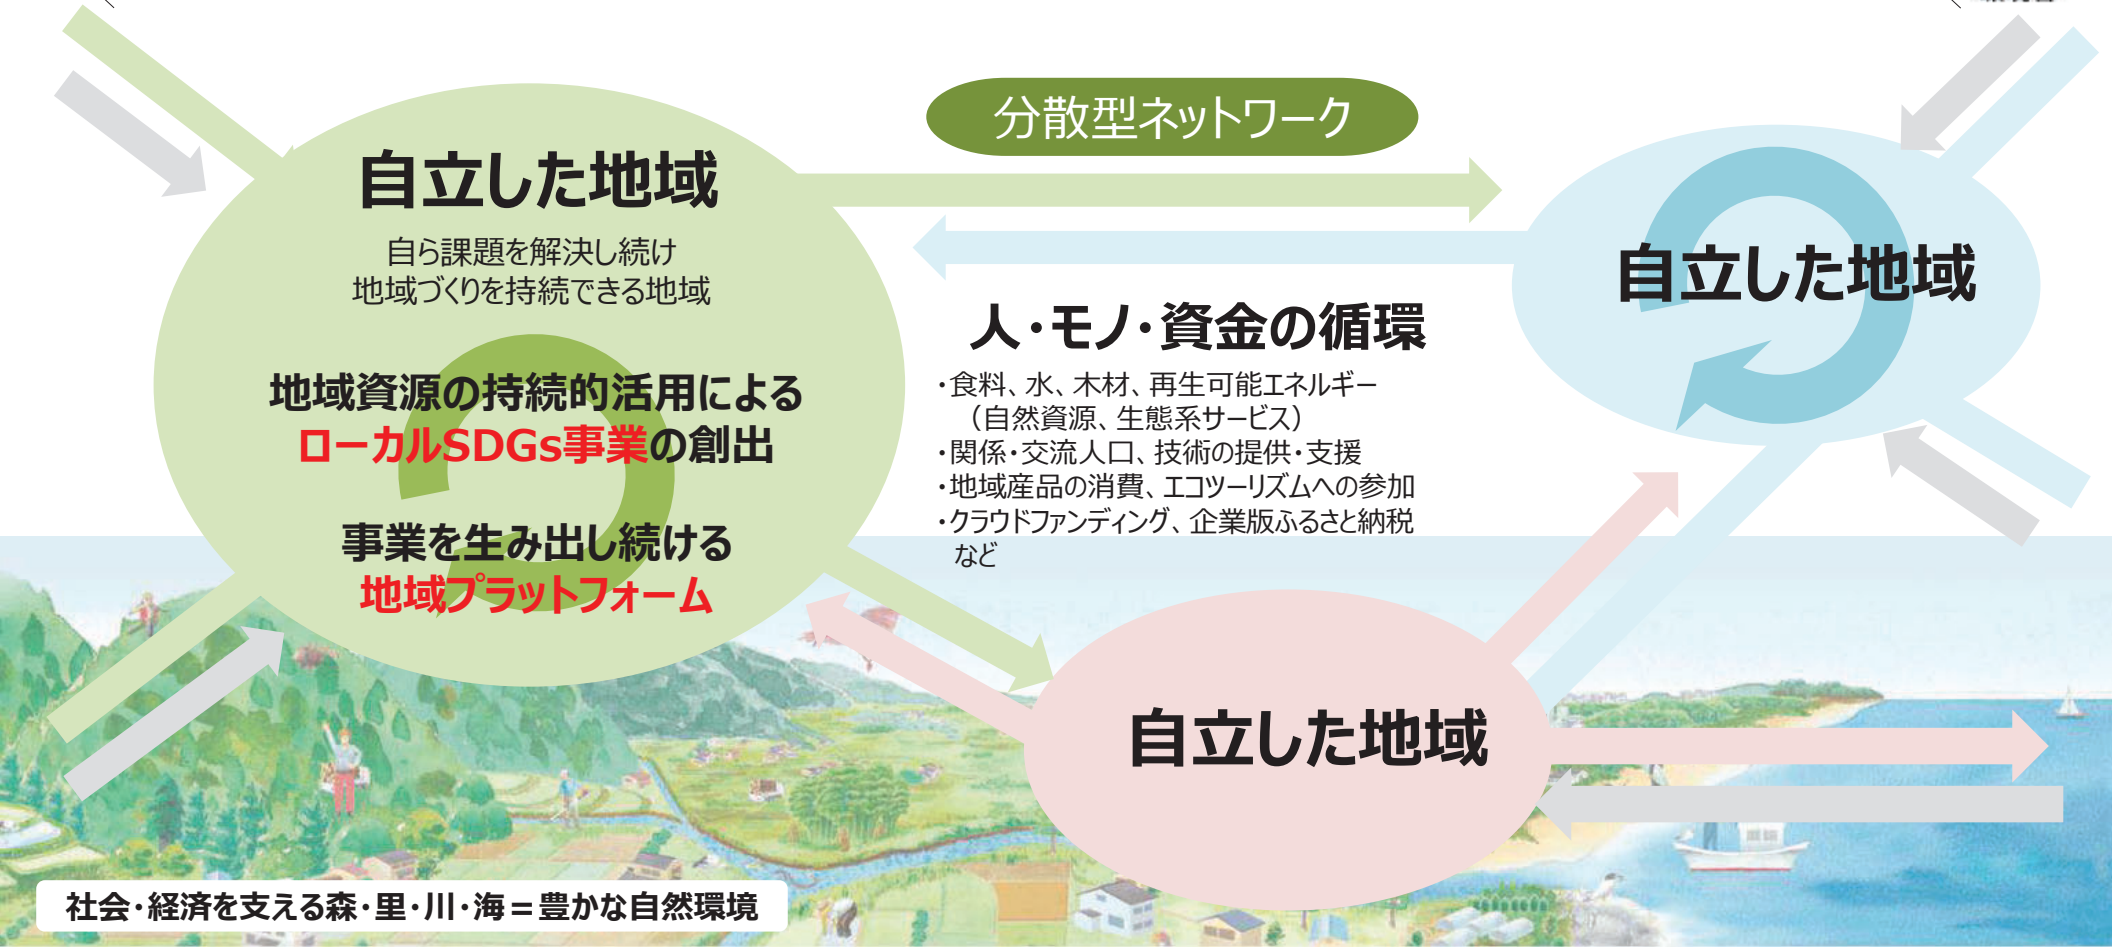 分散型ネットワーク
自立した地域
自ら課題を解決し続け
地域づくりを持続できる地域
地域資源の持続的活用による
ローカルSDGs事業の創出
事業を生み出し続ける
地域プラットフォーム
人・モノ・資金の循環
・食料、水、木材、再生可能エネルギー
（自然資源、生態系サービス）
・関係・交流人口、技術の提供・支援
・地域産品の消費、エコツーリズムへの参加
・クラウドファンディング、企業版ふるさと納税
など
自立した地域
自立した地域
社会・経済を支える森・里・川・海＝豊かな自然環境